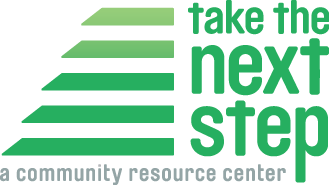 take the
next
step
a community resource center